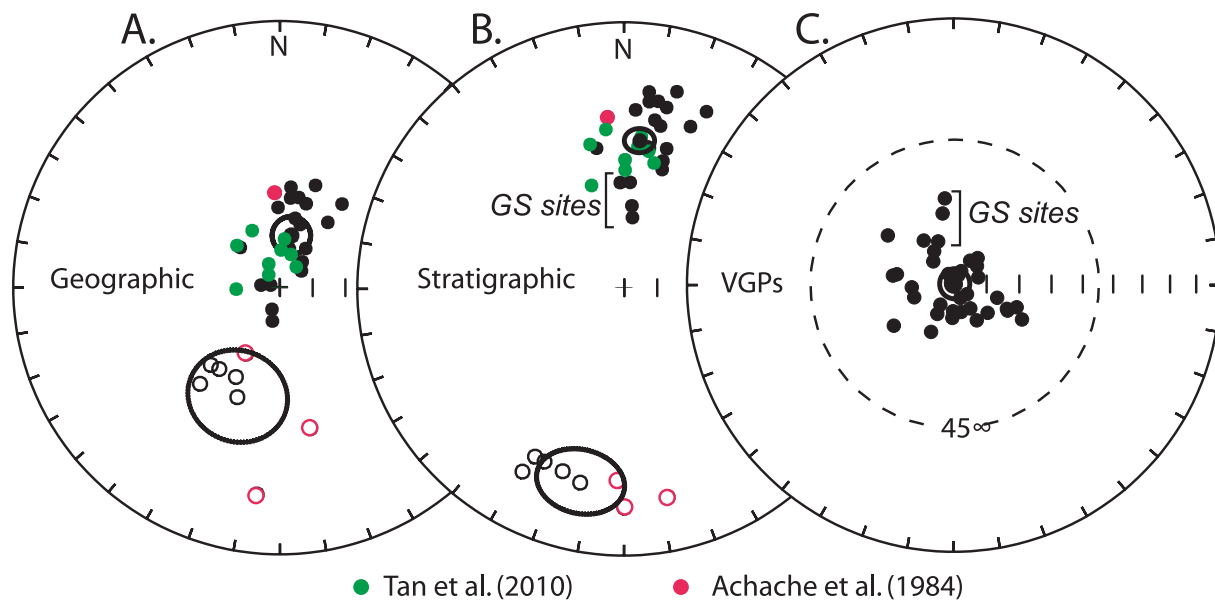 A.
N
Geographic
B.
N
GS sites
Stratigraphic
C.
GS sites
VGPs
45∞
Tan et al. (2010)
Achache et al. (1984)